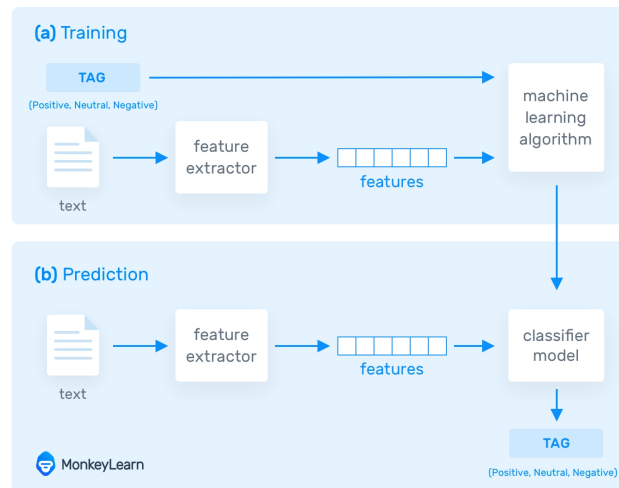 (a) Training
TAG
(Positive, Neutral, Negative)
text
feature
extractor
features
machine
learning
algorithm
(b) Prediction
text
feature
extractor
features
classifier
model
TAG
(Positive, Neutral, Negative)
MonkeyLearn